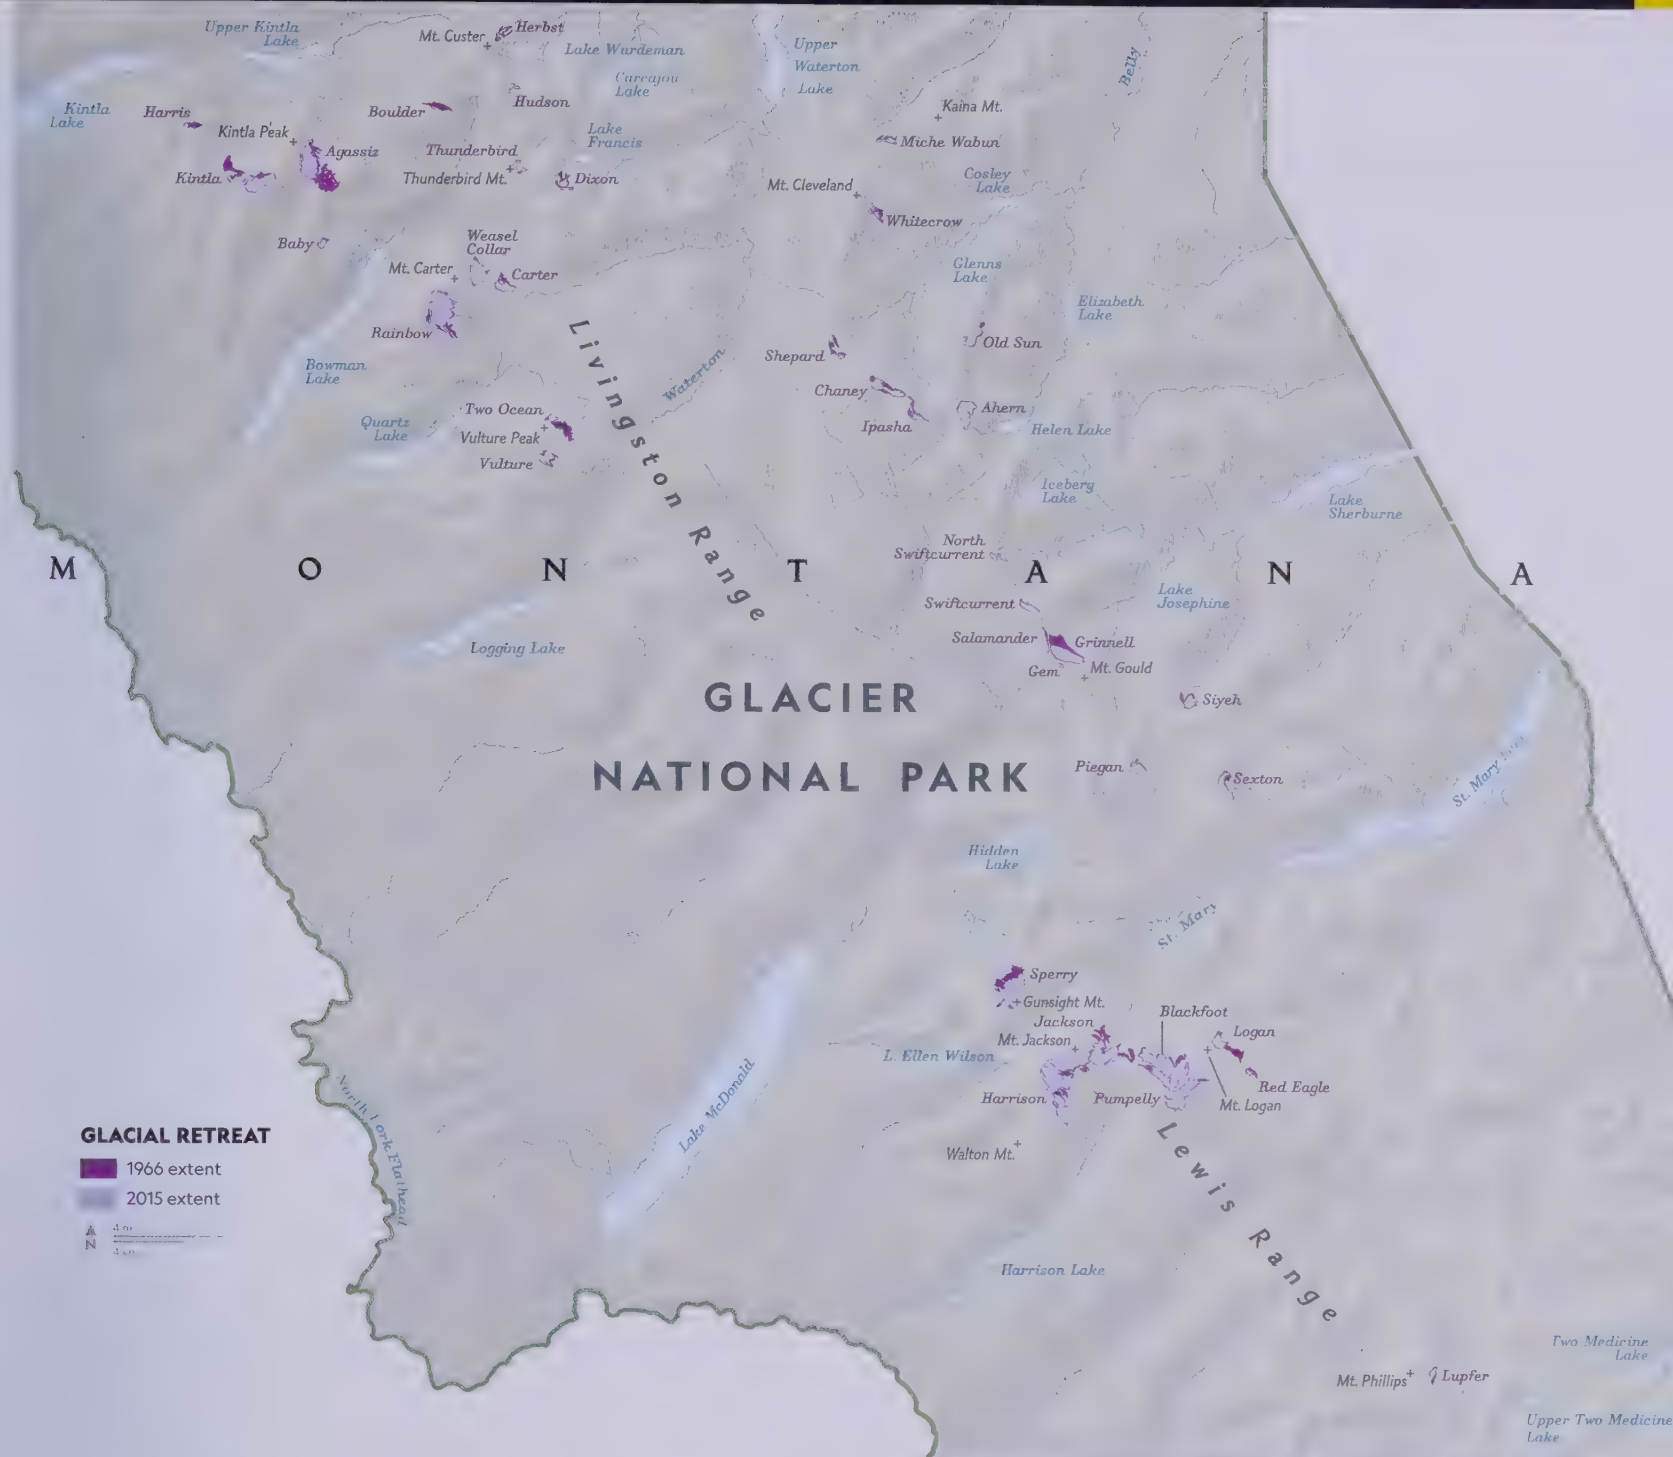 Upper Kintla
Lake
Mt. Custer
Herbst
Lake Wurdeman
Upper
Waterton
Lake
Belly
Carcajou
Lake
Kintla
Lake
Harris
Boulder
Hudson
Kaina Mt.
Kintla Peak
Agassiz
Thunderbird
Lake
Francis
Miche Wabun
Kintla
Thunderbird Mt.
Dixon
Mt. Cleveland
Cosley
Lake
Whitecrow
Baby
Weasel
Collar
Mt. Carter
Carter
Glenns
Lake
Elizabeth
Lake
Rainbow
Livingston Range
Shepard
Old Sun
Bowman
Lake
Waterton
Chaney
Two Ocean
Ahern
Quartz
Lake
Vulture Peak
Ipasha
Helen Lake
Vulture
Iceberg
Lake
Lake
Sherburne
North
Swiftcurrent
MONTANA
Swiftcurrent
Lake
Josephine
Logging Lake
Salamander
Grinnell
Gem
Mt. Gould
GLACIER
NATIONAL PARK
Siyeh
Piegan
Sexton
St. Mary
Hidden
Lake
St. Mary
Sperry
Gunsight Mt.
Blackfoot
Jackson
Mt. Jackson
Logan
L. Ellen Wilson
Red Eagle
Harrison
Pumpelly
Mt. Logan
Lake McDonald
North Fork Flathead
Walton Mt.
Lewis Range
Harrison Lake
GLACIAL RETREAT
1966 extent
2015 extent
N
Two Medicine
Lake
Mt. Phillips
Lupfer
Upper Two Medicine
Lake